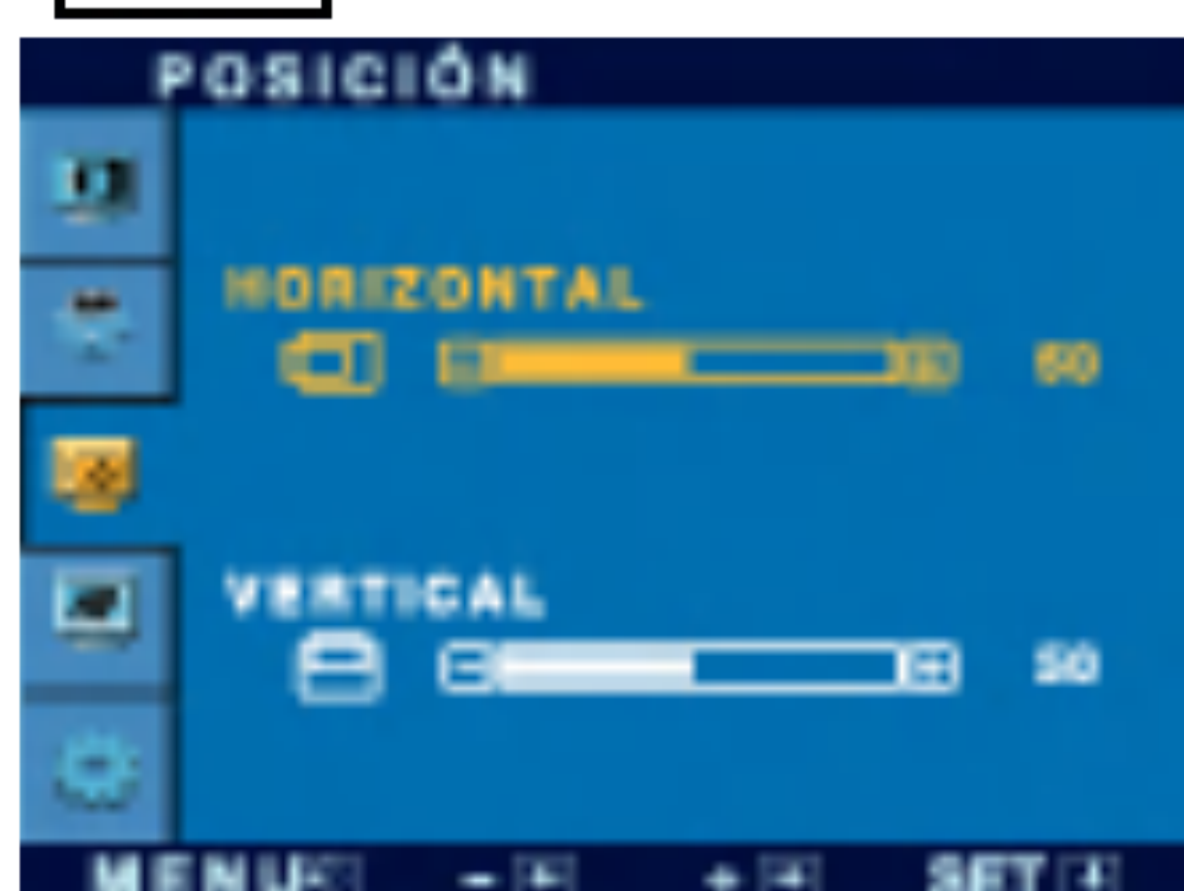 POSICIÓN
HORIZONTAL
50
VERTICAL
50
MENU - + SET